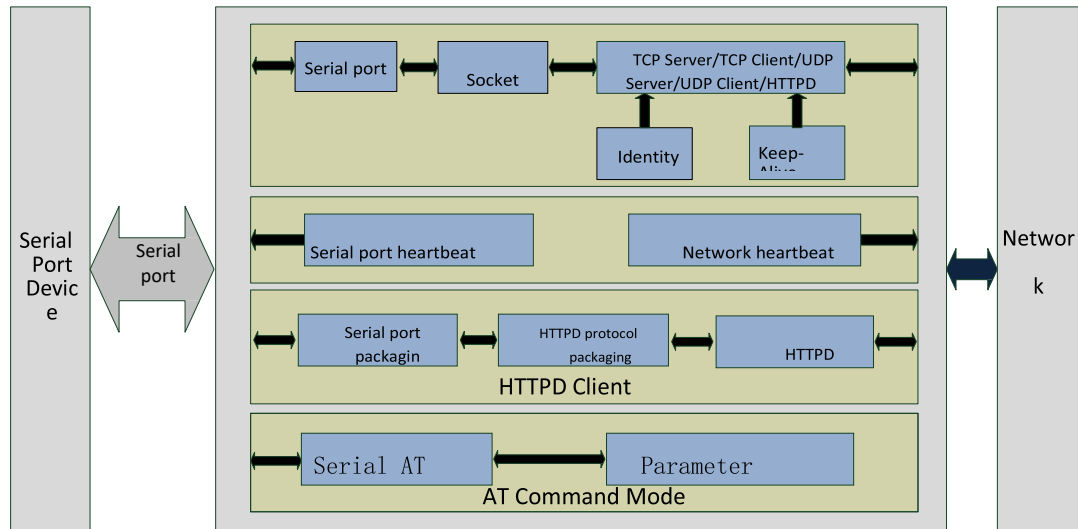 Serial
Port
Devic
e
Serial
port
Serial port
Socket
TCP Server/TCP Client/UDP
Server/UDP Client/HTTPD
Identity
Keep-
Alive
Serial port heartbeat
Network heartbeat
Serial port
packagin
HTTPD protocol
packaging
HTTPD
HTTPD Client
Serial AT
Parameter
AT Command Mode
Networ
k